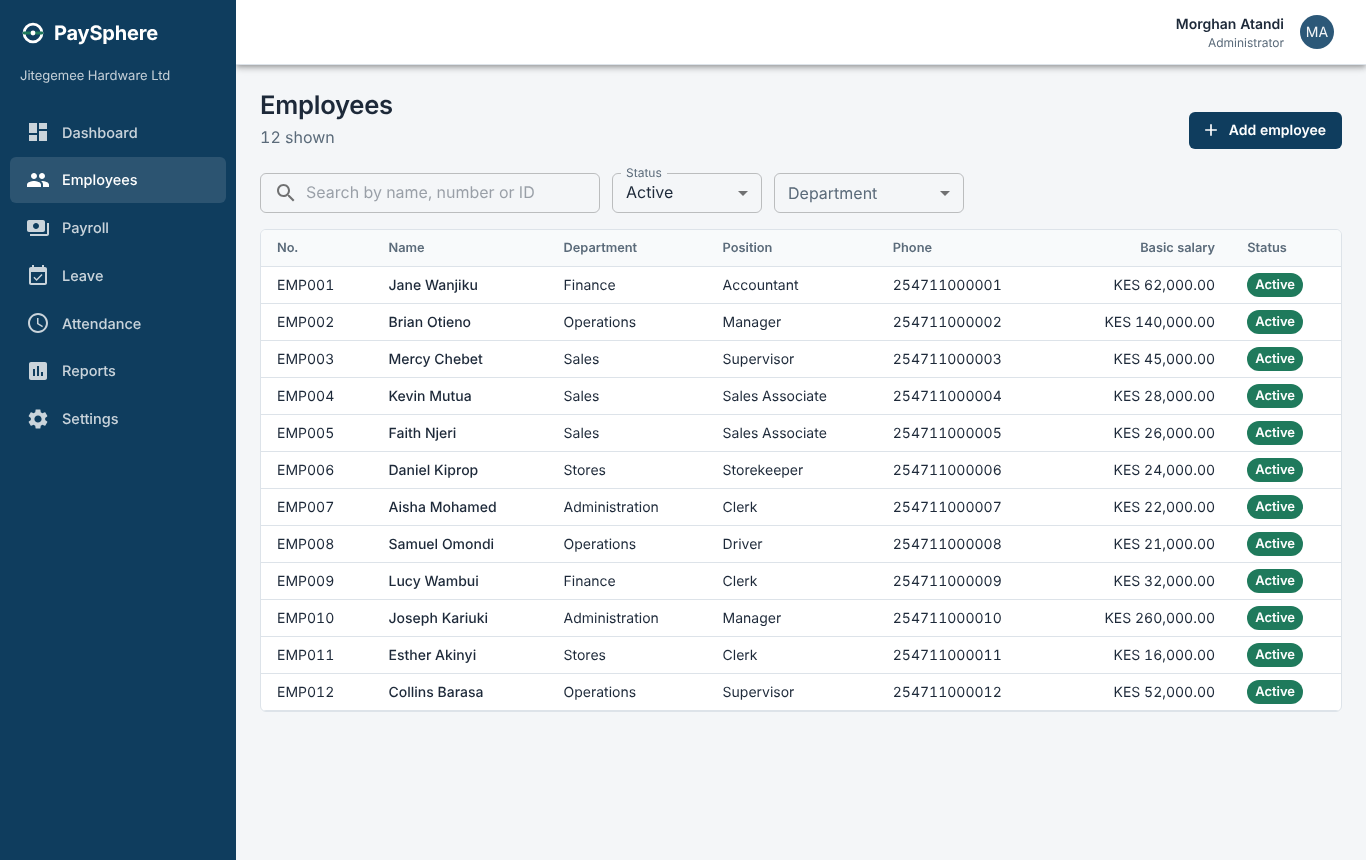 PaySphere
Jitegemee Hardware Ltd
Dashboard
Employees
Payroll
Leave
Attendance
Reports
Settings
Morghan Atandi
Administrator
MA
Employees
12 shown
+ Add employee
Search by name, number or ID
Status
Active
Department
No. Name Department Position Phone Basic salary Status
EMP001 Jane Wanjiku Finance Accountant 254711000001 KES 62,000.00 Active
EMP002 Brian Otieno Operations Manager 254711000002 KES 140,000.00 Active
EMP003 Mercy Chebet Sales Supervisor 254711000003 KES 45,000.00 Active
EMP004 Kevin Mutua Sales Sales Associate 254711000004 KES 28,000.00 Active
EMP005 Faith Njeri Sales Sales Associate 254711000005 KES 26,000.00 Active
EMP006 Daniel Kiprop Stores Storekeeper 254711000006 KES 24,000.00 Active
EMP007 Aisha Mohamed Administration Clerk 254711000007 KES 22,000.00 Active
EMP008 Samuel Omondi Operations Driver 254711000008 KES 21,000.00 Active
EMP009 Lucy Wambui Finance Clerk 254711000009 KES 32,000.00 Active
EMP010 Joseph Kariuki Administration Manager 254711000010 KES 260,000.00 Active
EMP011 Esther Akinyi Stores Clerk 254711000011 KES 16,000.00 Active
EMP012 Collins Barasa Operations Supervisor 254711000012 KES 52,000.00 Active